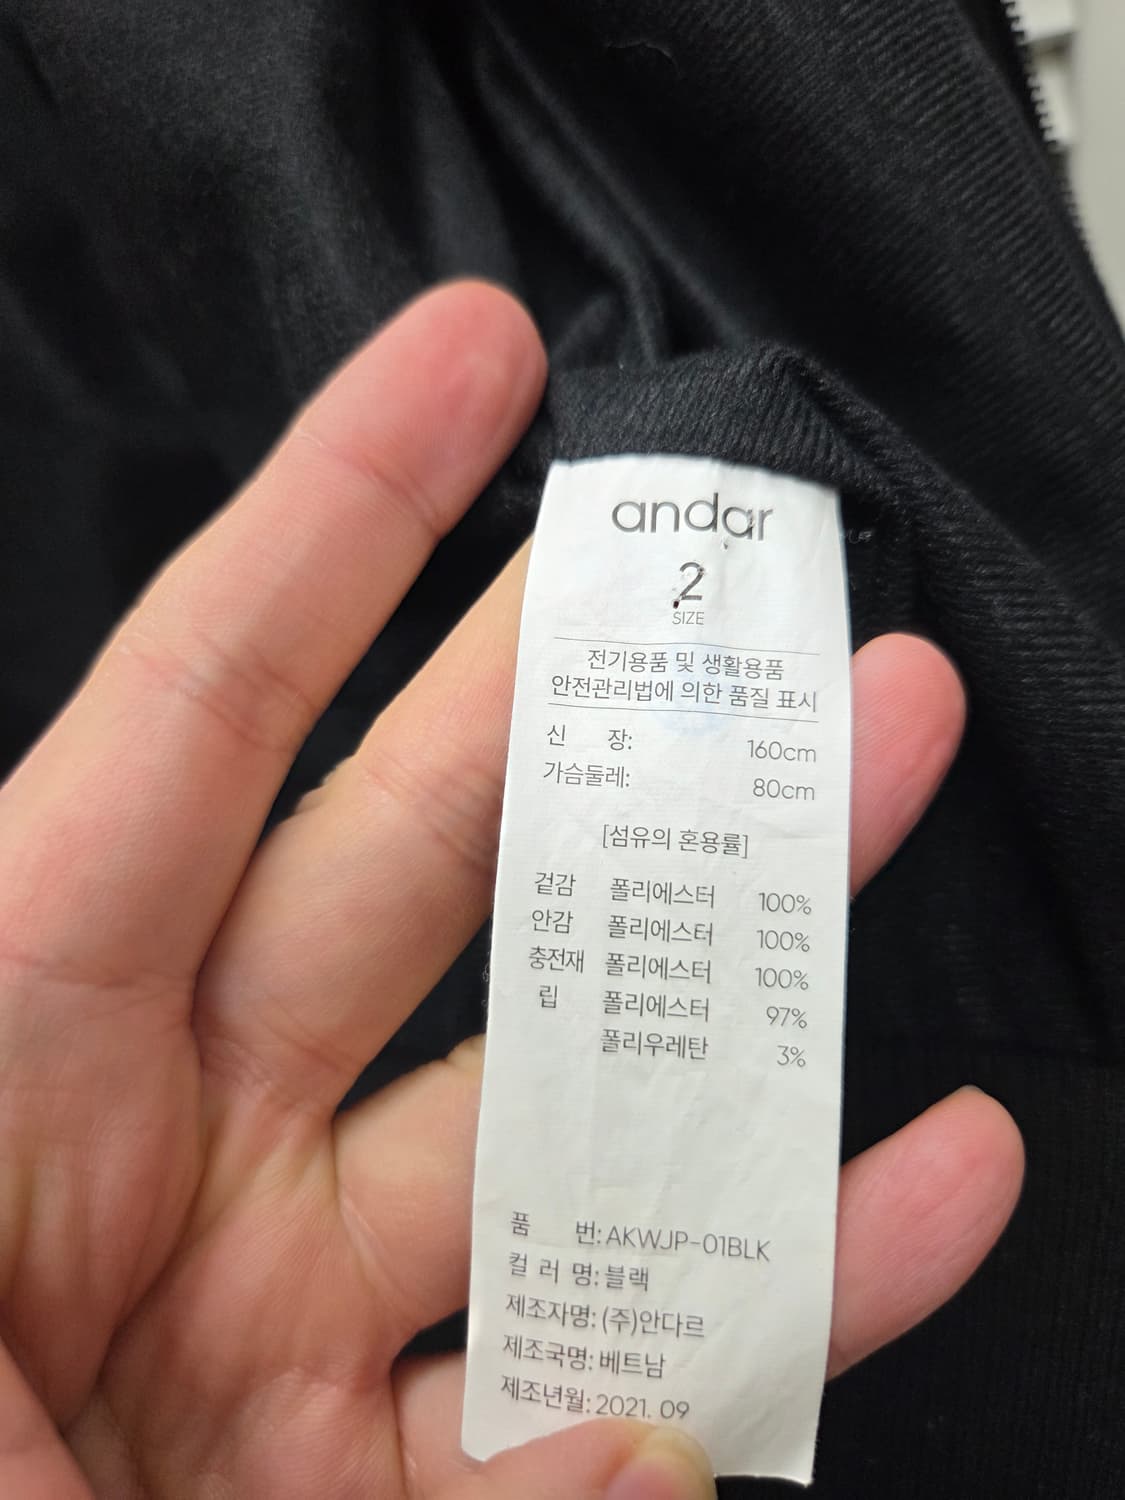 andar
2
SIZE
전기용품 및 생활용품
안전관리법에 의한 품질 표시
신 장: 160cm
가슴둘레: 80cm
[섬유의 혼용률]
겉감 폴리에스터 100%
안감 폴리에스터 100%
충전재 폴리에스터 100%
립 폴리에스터 97%
폴리우레탄 3%
품 번: AKWJP-01BLK
컬 러 명: 블랙
제조자명: (주)안다르
제조국명: 베트남
제조년월: 2021. 09